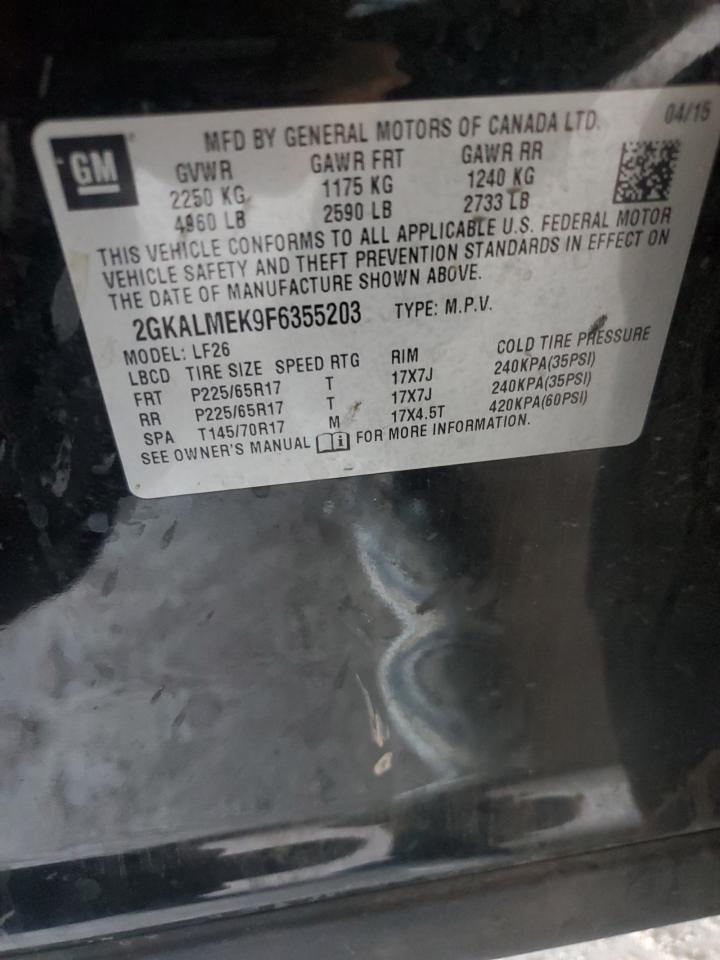 GM
MFD BY GENERAL MOTORS OF CANADA LTD. 04/15
GVWR GAWR FRT GAWR RR
2250 KG 1175 KG 1240 KG
4960 LB 2590 LB 2733 LB
THIS VEHICLE CONFORMS TO ALL APPLICABLE U.S. FEDERAL MOTOR
VEHICLE SAFETY AND THEFT PREVENTION STANDARDS IN EFFECT ON
THE DATE OF MANUFACTURE SHOWN ABOVE.
2GKALMEK9F6355203 TYPE: M.P.V.
MODEL: LF26
LBCD TIRE SIZE SPEED RTG RIM COLD TIRE PRESSURE
FRT P225/65R17 T 17X7J 240KPA(35PSI)
RR P225/65R17 T 17X7J 240KPA(35PSI)
SPA T145/70R17 M 17X4.5T 420KPA(60PSI)
SEE OWNER'S MANUAL i FOR MORE INFORMATION.